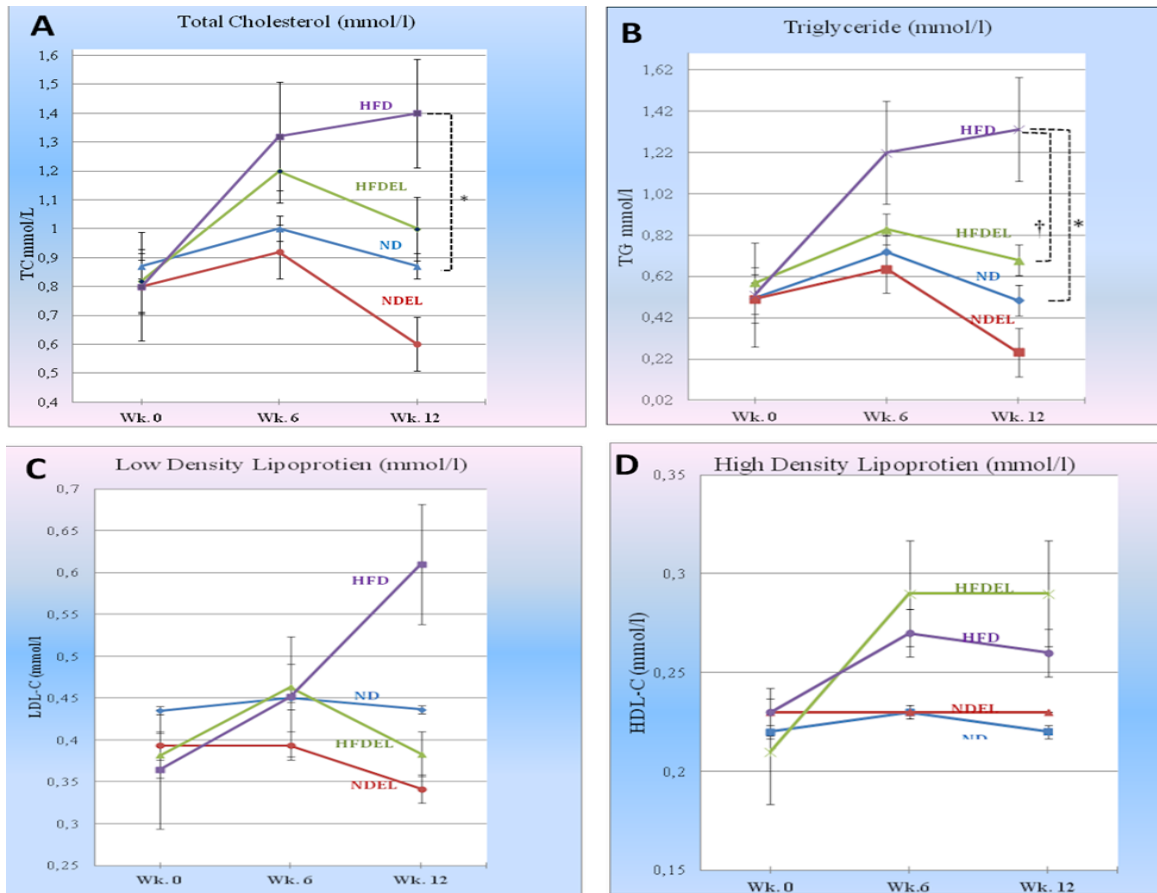 A
Total Cholesterol (mmol/l)
1,6
1,5
1,4
1,3
1,2
1,1
1
0,9
0,8
0,7
0,6
0,5
0,4
TC mmol/L
HFD
HFDEL
ND
NDEL
*
Wk. 0
Wk. 6
Wk. 12
B
Triglyceride (mmol/l)
1,62
1,42
1,22
1,02
0,82
0,62
0,42
0,22
0,02
TG mmol/l
HFD
HFDEL
ND
NDEL
†
*
Wk. 0
Wk. 6
Wk. 12
C
Low Density Lipoprotien (mmol/l)
0,7
0,65
0,6
0,55
0,5
0,45
0,4
0,35
0,3
0,25
LDL-C (mmol/l
HFD
ND
HFDEL
NDEL
Wk. 0
Wk. 6
Wk. 12
D
High Density Lipoprotien (mmol/l)
0,35
0,3
0,25
0,2
0,15
HDL-C (mmol/l)
HFDEL
HFD
NDEL
ND
Wk. 0
Wk. 6
Wk. 12